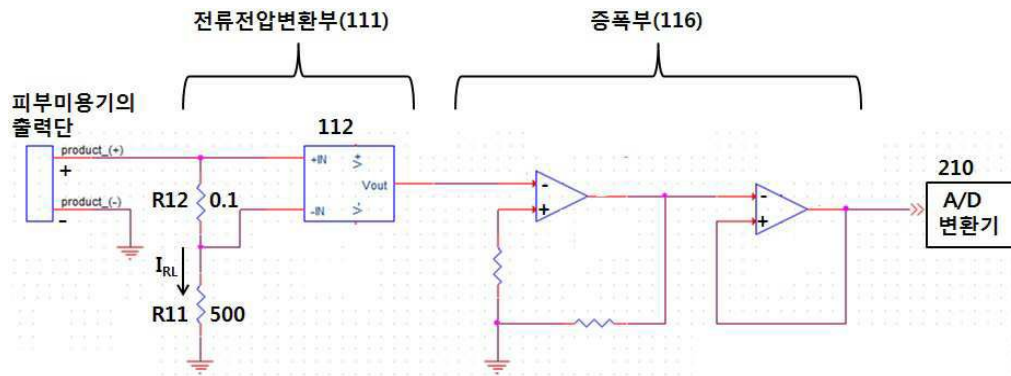 전류전압변환부(111)
증폭부(116)
피부미용기의
출력단
product_(+)
+
product_(-)
-
R12 0.1
I_RL
R11 500
112
+IN
-IN
V+
V-
Vout
-
+
-
+
210
A/D
변환기